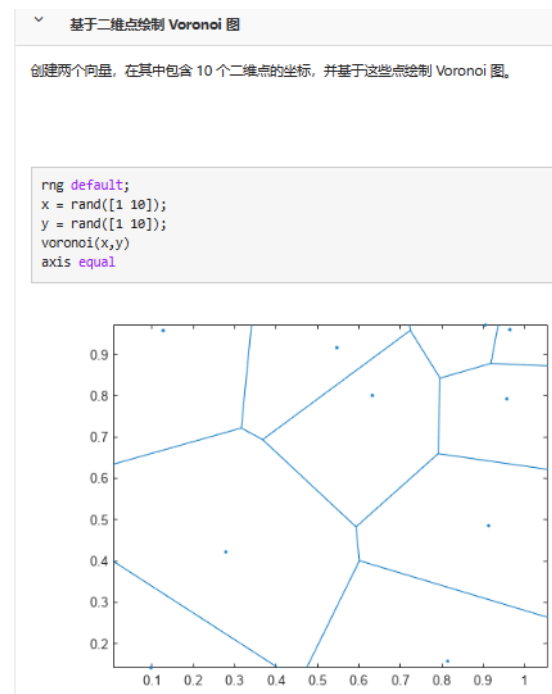 基于二维点绘制 Voronoi 图
创建两个向量，在其中包含 10 个二维点的坐标，并基于这些点绘制 Voronoi 图。
rng default;
x = rand([1 10]);
y = rand([1 10]);
voronoi(x,y)
axis equal
0.9
0.8
0.7
0.6
0.5
0.4
0.3
0.2
0.1 0.2 0.3 0.4 0.5 0.6 0.7 0.8 0.9 1